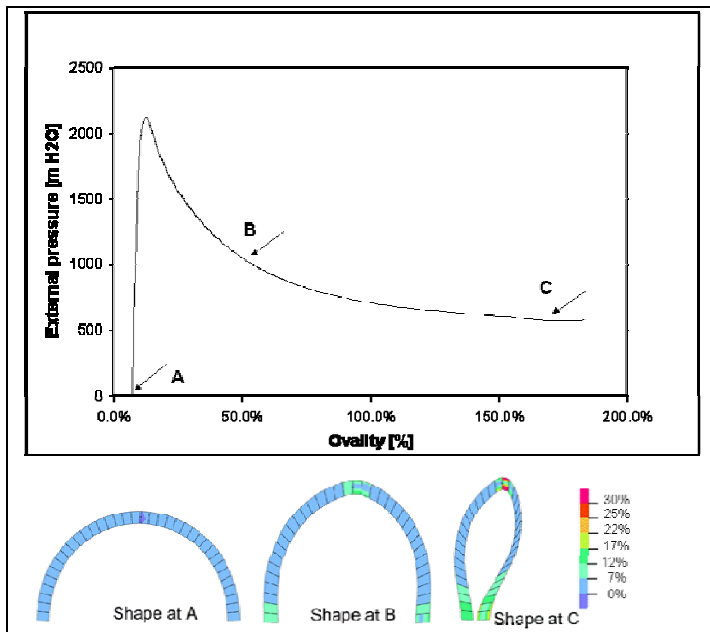 2500
2000
1500
1000
500
0
External pressure [m H2O]
A
B
C
0.0% 50.0% 100.0% 150.0% 200.0%
Ovality [%]
Shape at A
Shape at B
Shape at C
30%
25%
22%
17%
12%
7%
0%